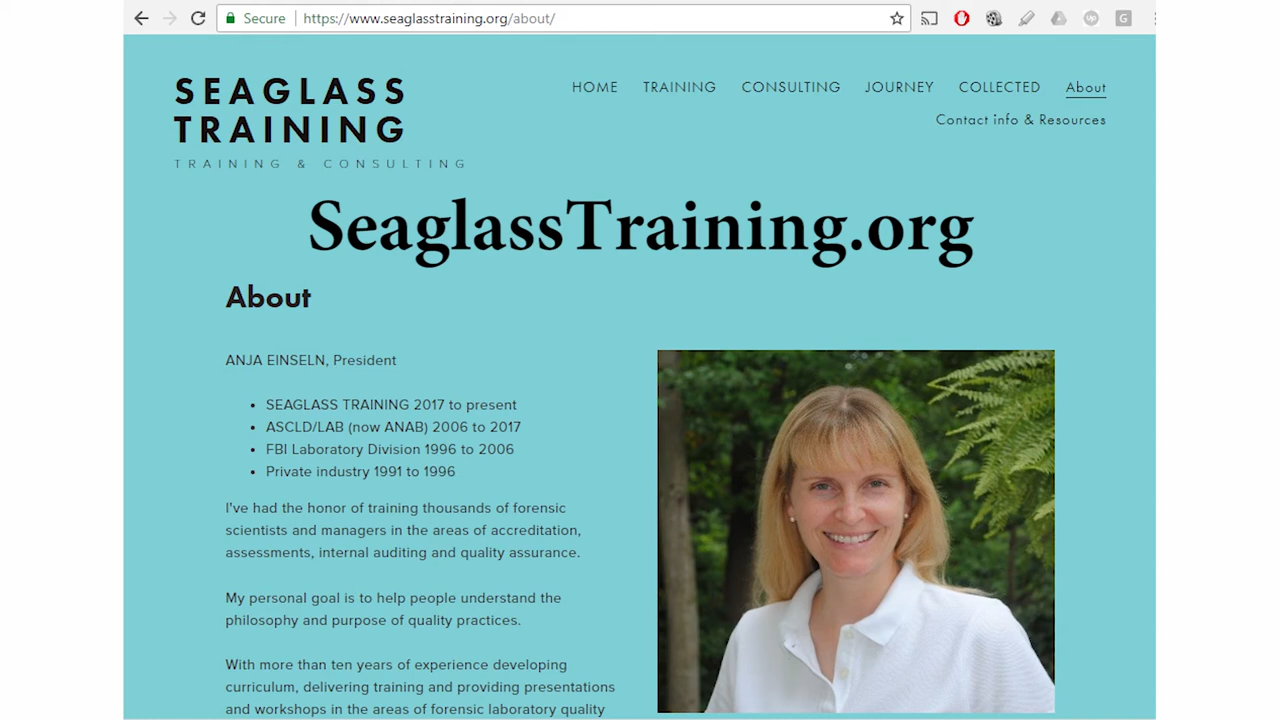 Secure
https://www.seaglasstraining.org/about/
SEAGLASS
TRAINING
TRAINING & CONSULTING
HOME TRAINING CONSULTING JOURNEY COLLECTED About
Contact info & Resources
SeaglassTraining.org
About
ANJA EINSELN, President
• SEAGLASS TRAINING 2017 to present
• ASCLD/LAB (now ANAB) 2006 to 2017
• FBI Laboratory Division 1996 to 2006
• Private industry 1991 to 1996
I've had the honor of training thousands of forensic
scientists and managers in the areas of accreditation,
assessments, internal auditing and quality assurance.
My personal goal is to help people understand the
philosophy and purpose of quality practices.
With more than ten years of experience developing
curriculum, delivering training and providing presentations
and workshops in the areas of forensic laboratory quality